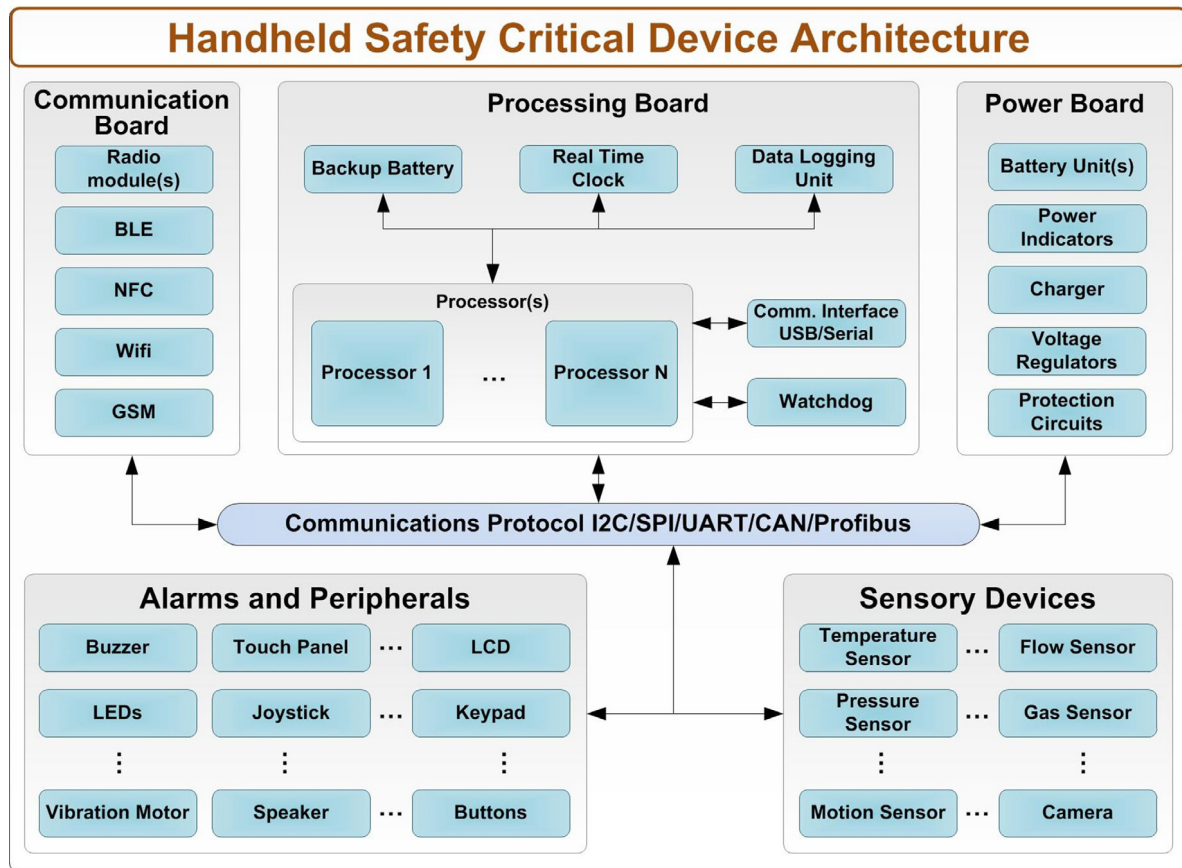 Handheld Safety Critical Device Architecture
Communication
Board
Radio
module(s)
BLE
NFC
Wifi
GSM
Processing Board
Backup Battery
Real Time
Clock
Data Logging
Unit
Processor(s)
Processor 1
...
Processor N
Comm. Interface
USB/Serial
Watchdog
Power Board
Battery Unit(s)
Power
Indicators
Charger
Voltage
Regulators
Protection
Circuits
Communications Protocol I2C/SPI/UART/CAN/Profibus
Alarms and Peripherals
Buzzer
Touch Panel
...
LCD
LEDs
Joystick
...
Keypad
Vibration Motor
Speaker
...
Buttons
Sensory Devices
Temperature
Sensor
...
Flow Sensor
Pressure
Sensor
...
Gas Sensor
Motion Sensor
...
Camera